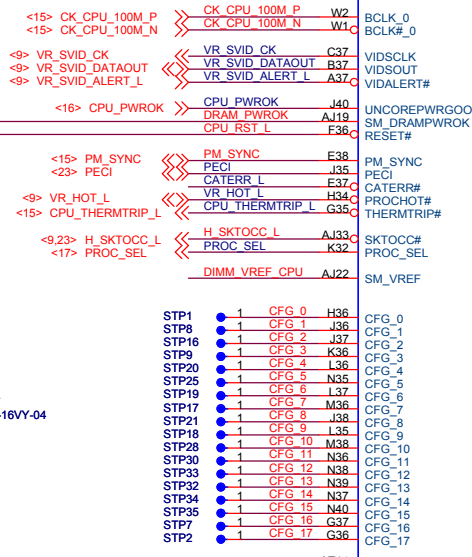 <15> CK_CPU_100M_P CK_CPU_100M_P W2 BCLK_0
<15> CK_CPU_100M_N CK_CPU_100M_N W1 BCLK#_0
<9> VR_SVID_CK VR_SVID_CK C37 VIDSCLK
<9> VR_SVID_DATAOUT VR_SVID_DATAOUT B37 VIDSOUT
<9> VR_SVID_ALERT_L VR_SVID_ALERT_L A37 VIDALERT#
<16> CPU_PWROK CPU_PWROK J40 UNCOREPWRGOO
DRAM_PWROK AJ19 SM_DRAMPWROK
CPU_RST_L F36 RESET#
<15> PM_SYNC PM_SYNC E38 PM_SYNC
<23> PECI PECI J35 PECI
CATERR_L E37 CATERR#
<9> VR_HOT_L VR_HOT_L H34 PROCHOT#
<15> CPU_THERMTRIP_L CPU_THERMTRIP_L G35 THERMTRIP#
<9,23> H_SKTOCC_L H_SKTOCC_L AJ33 SKTOCC#
<17> PROC_SEL PROC_SEL K32 PROC_SEL
DIMM_VREF_CPU AJ22 SM_VREF
STP1 1 CFG_0 H36 CFG_0
STP8 1 CFG_1 J36 CFG_1
STP16 1 CFG_2 J37 CFG_2
STP9 1 CFG_3 K36 CFG_3
STP20 1 CFG_4 L36 CFG_4
STP25 1 CFG_5 N35 CFG_5
STP19 1 CFG_6 L37 CFG_6
STP17 1 CFG_7 M36 CFG_7
-16VY-04
STP21 1 CFG_8 J38 CFG_8
STP18 1 CFG_9 L35 CFG_9
STP28 1 CFG_10 M38 CFG_10
STP30 1 CFG_11 N36 CFG_11
STP33 1 CFG_12 N38 CFG_12
STP32 1 CFG_13 N39 CFG_13
STP34 1 CFG_14 N37 CFG_14
STP35 1 CFG_15 N40 CFG_15
STP7 1 CFG_16 G37 CFG_16
STP2 1 CFG_17 G36 CFG_17